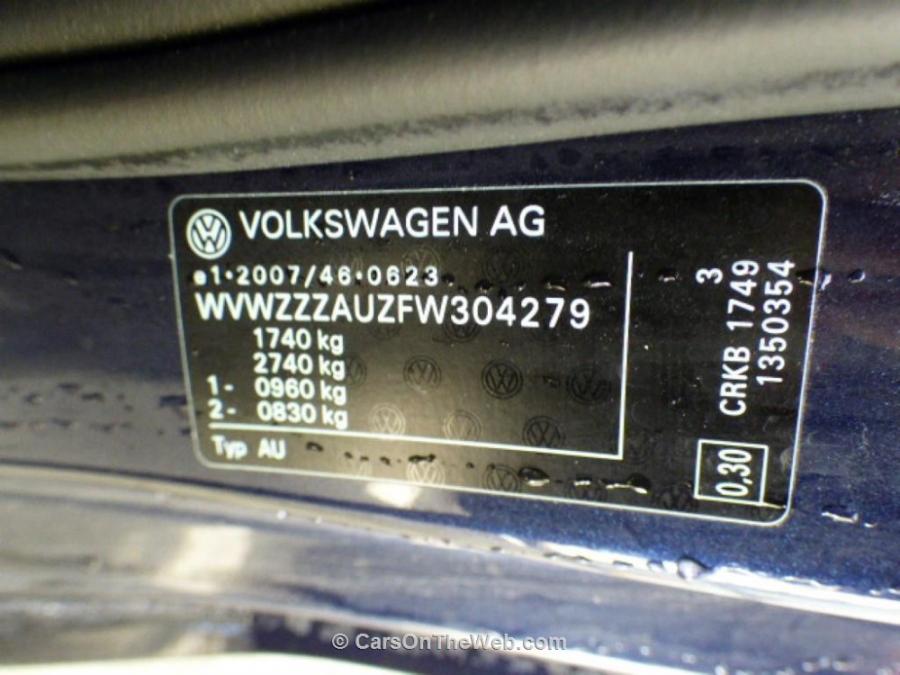 VOLKSWAGEN AG
e1*2007/46*0623
WVWZZZAUZFW304279
1740 kg
2740 kg
1- 0960 kg
2- 0830 kg
Typ AU
3
CRKB 1749
1350354
0,30
© CarsOnTheWeb.com